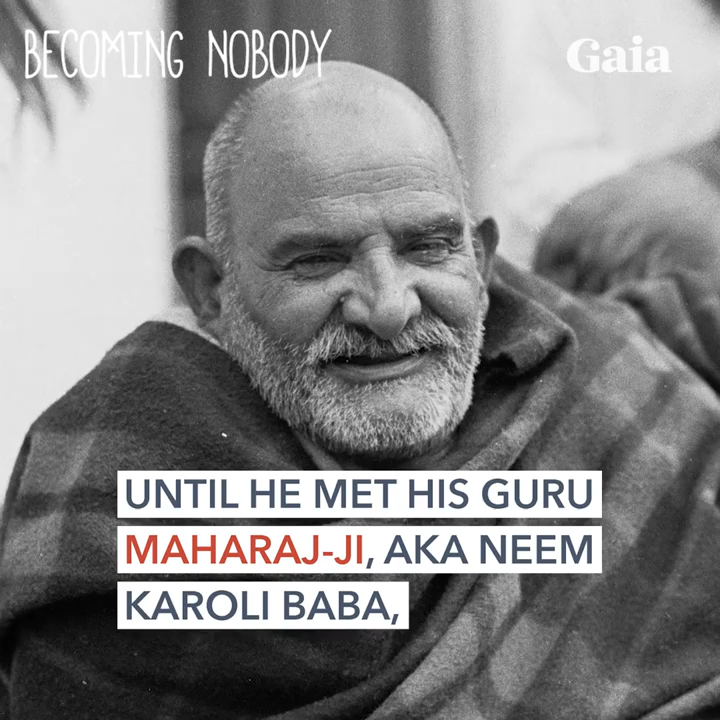 BECOMING NOBODY
Gaia
UNTIL HE MET HIS GURU
MAHARAJ-JI, AKA NEEM
KAROLI BABA,